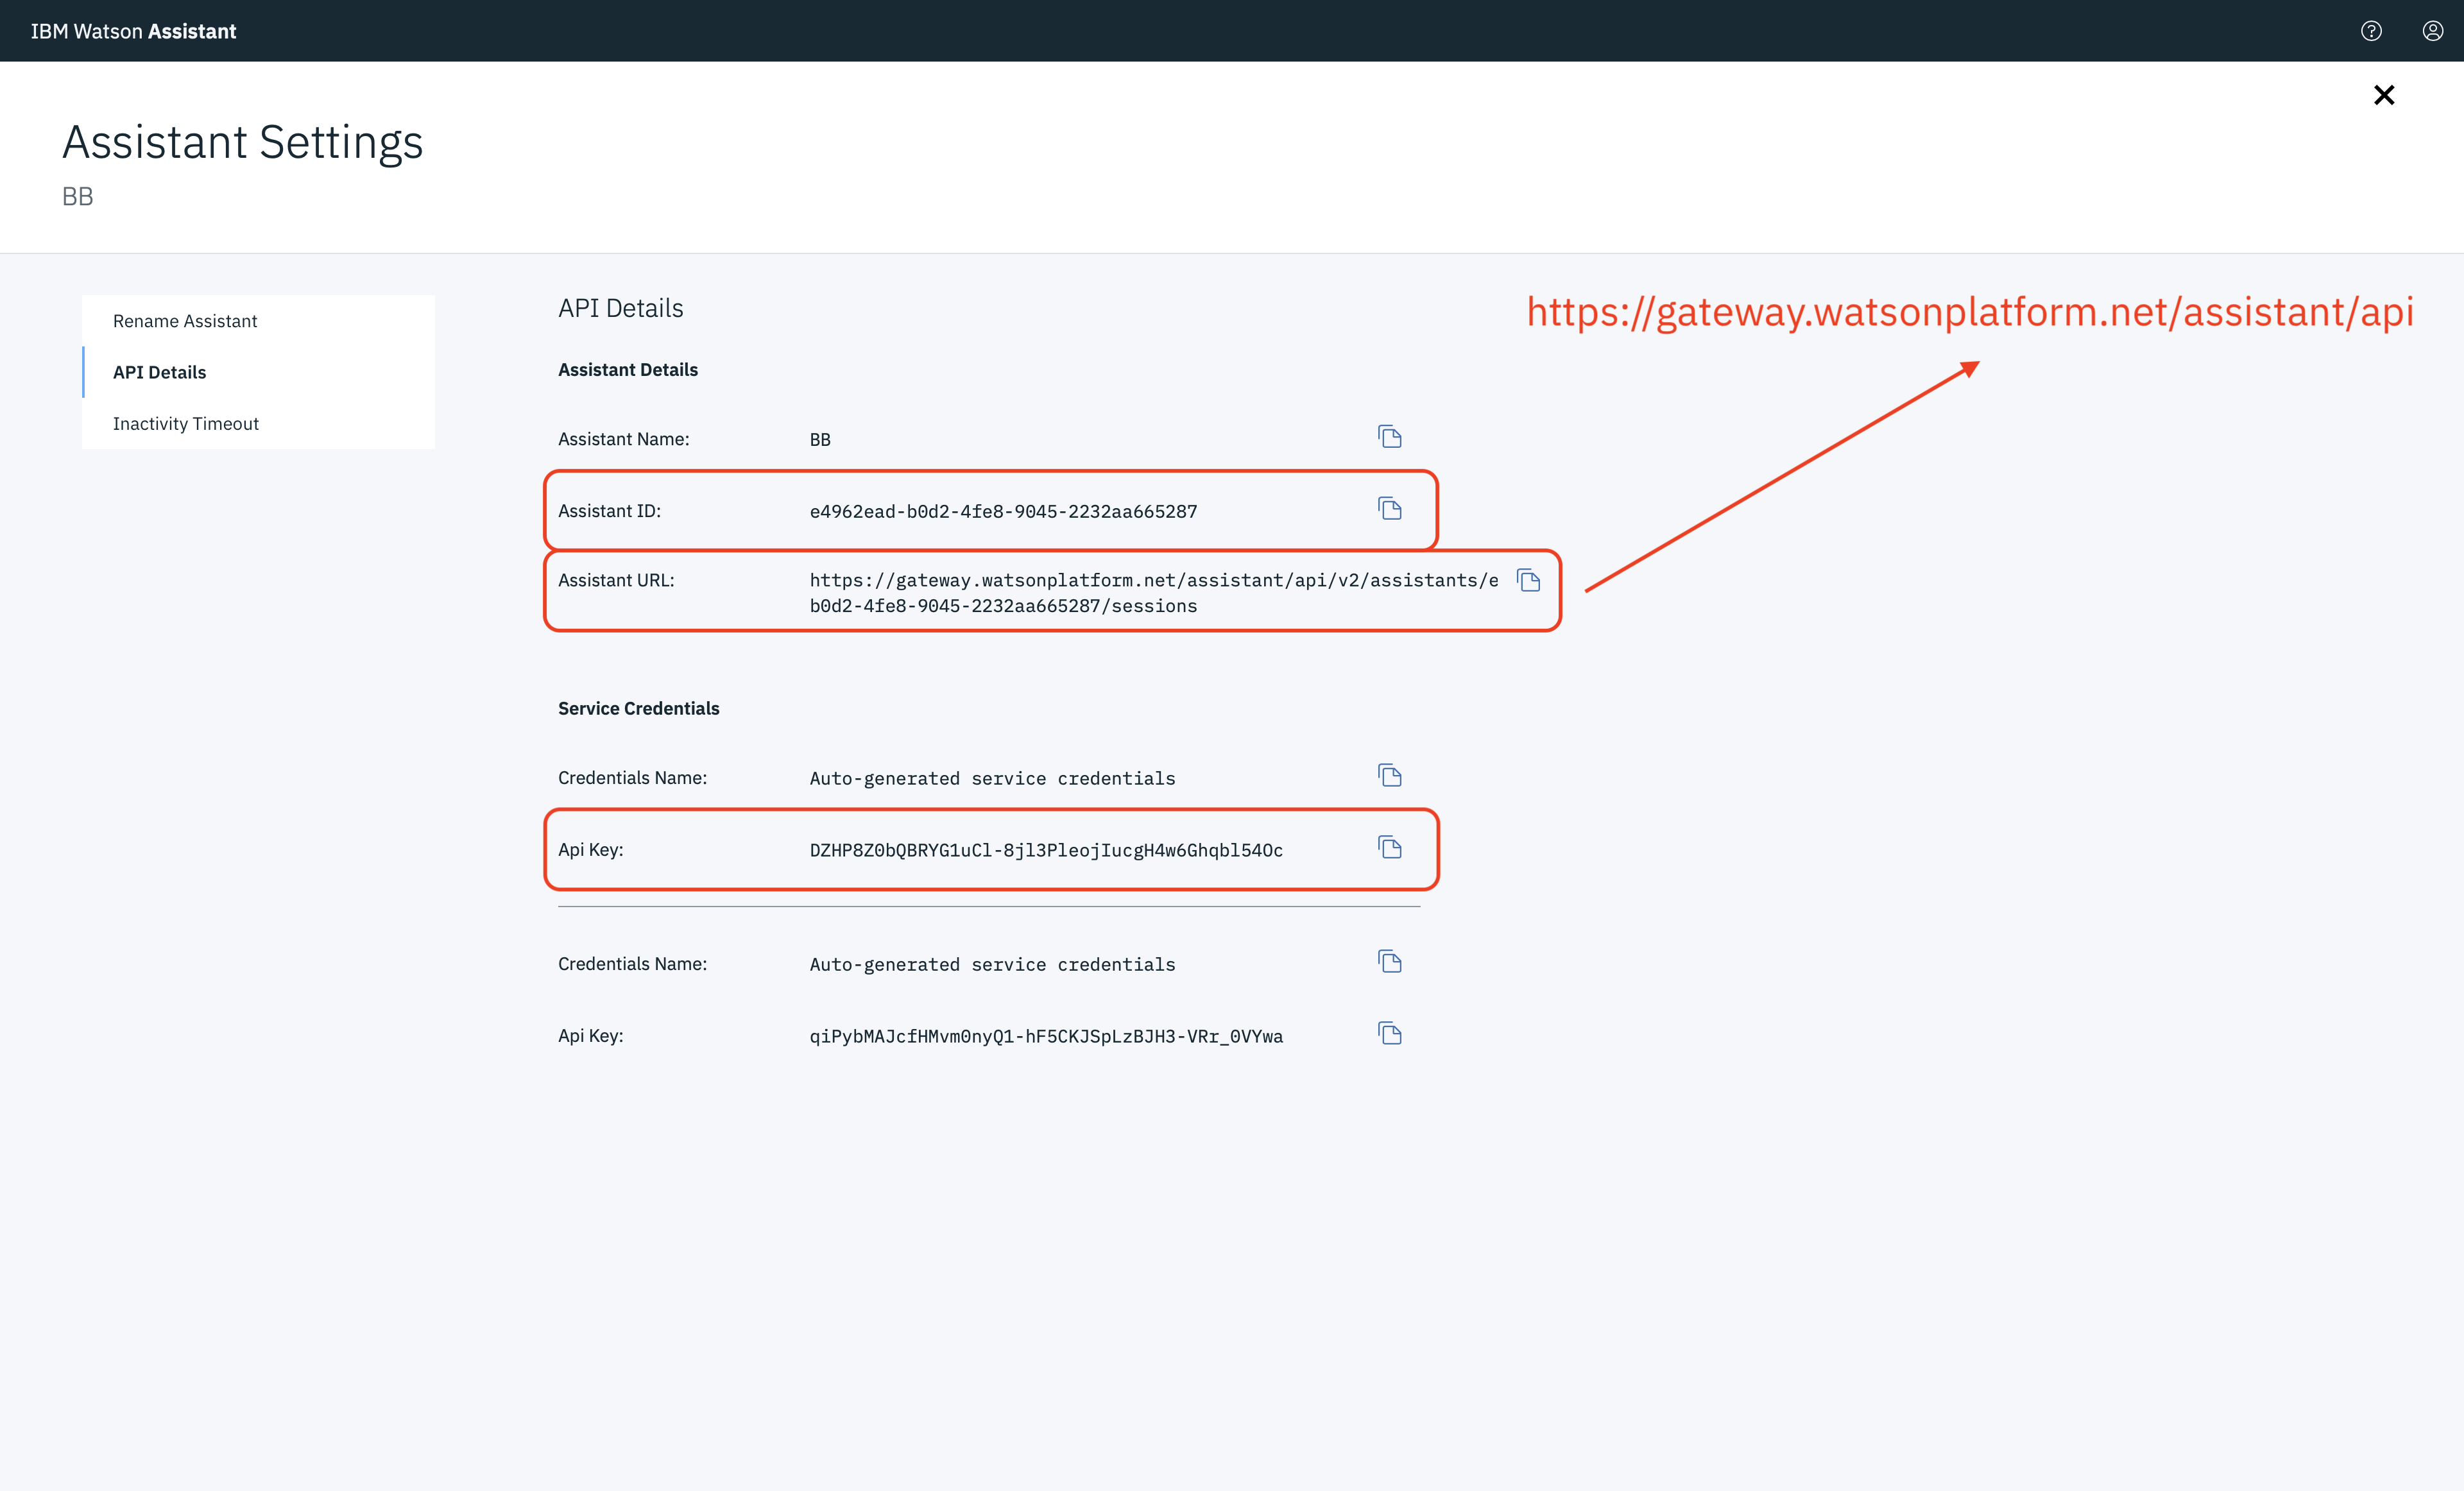 IBM Watson Assistant
Assistant Settings
BB
Rename Assistant
API Details
Inactivity Timeout
API Details
https://gateway.watsonplatform.net/assistant/api
Assistant Details
Assistant Name: BB
Assistant ID: e4962ead-b0d2-4fe8-9045-2232aa665287
Assistant URL: https://gateway.watsonplatform.net/assistant/api/v2/assistants/e
b0d2-4fe8-9045-2232aa665287/sessions
Service Credentials
Credentials Name: Auto-generated service credentials
Api Key: DZHP8Z0bQBRYG1uCl-8jl3PleojIucgH4w6Ghqbl54Oc
Credentials Name: Auto-generated service credentials
Api Key: qiPybMAJcfHMvm0nyQ1-hF5CKJSpLzBJH3-VRr_0VYwa